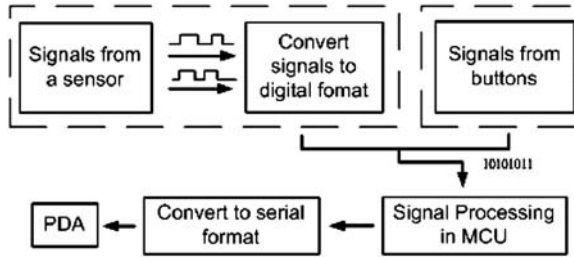 Signals from
a sensor
Convert
signals to
digital fomat
Signals from
buttons
10101011
PDA
Convert to serial
format
Signal Processing
in MCU